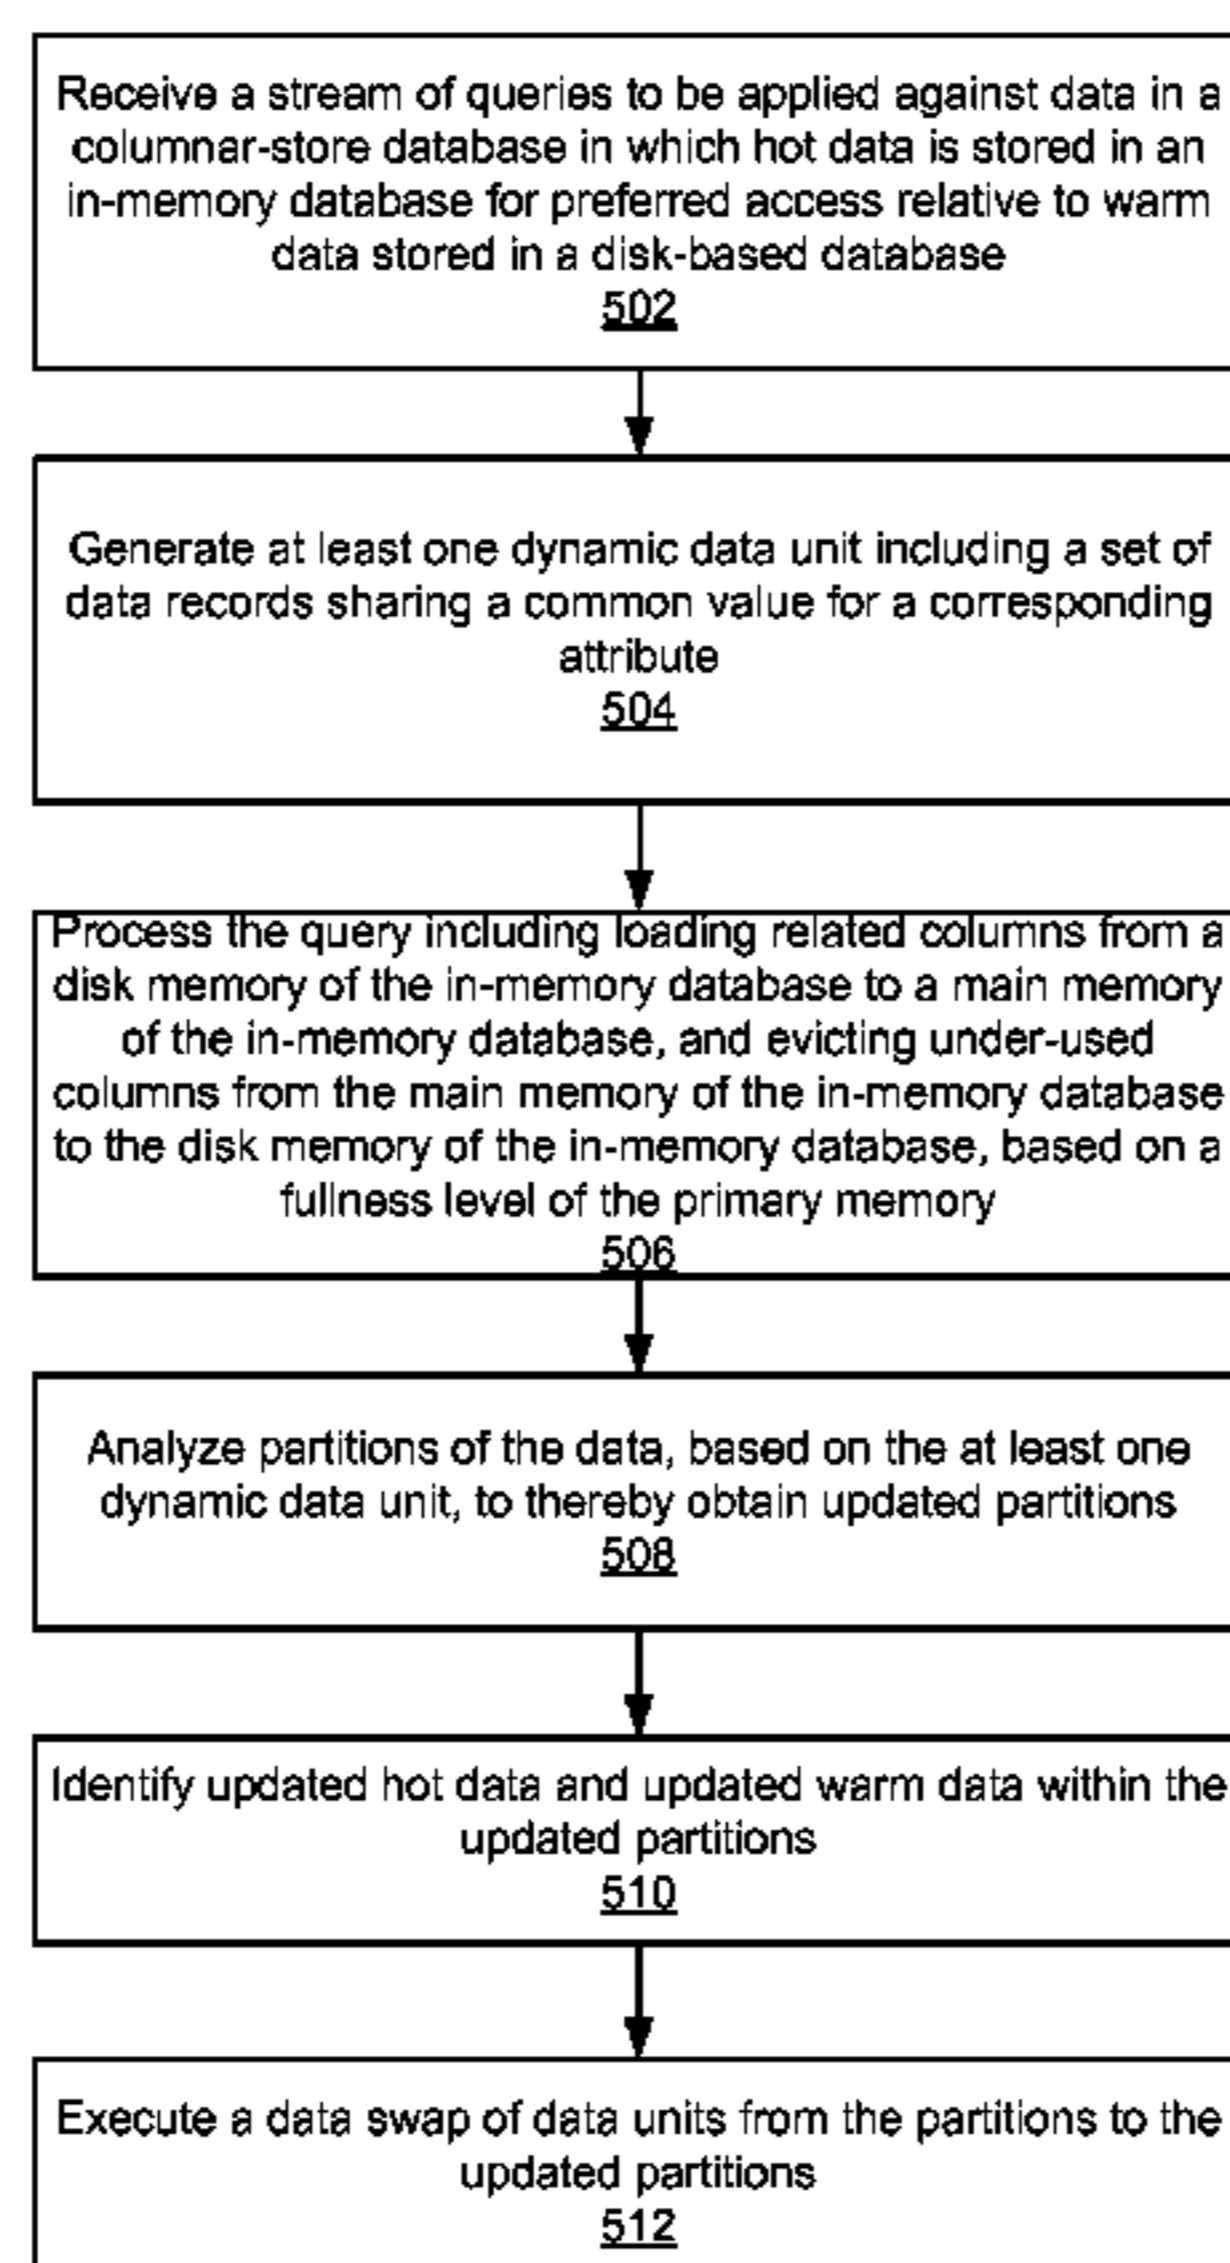 Receive a stream of queries to be applied against data in a
columnar-store database in which hot data is stored in an
in-memory database for preferred access relative to warm
data stored in a disk-based database
502
Generate at least one dynamic data unit including a set of
data records sharing a common value for a corresponding
attribute
504
Process the query including loading related columns from a
disk memory of the in-memory database to a main memory
of the in-memory database, and evicting under-used
columns from the main memory of the in-memory database
to the disk memory of the in-memory database, based on a
fullness level of the primary memory
506
Analyze partitions of the data, based on the at least one
dynamic data unit, to thereby obtain updated partitions
508
Identify updated hot data and updated warm data within the
updated partitions
510
Execute a data swap of data units from the partitions to the
updated partitions
512